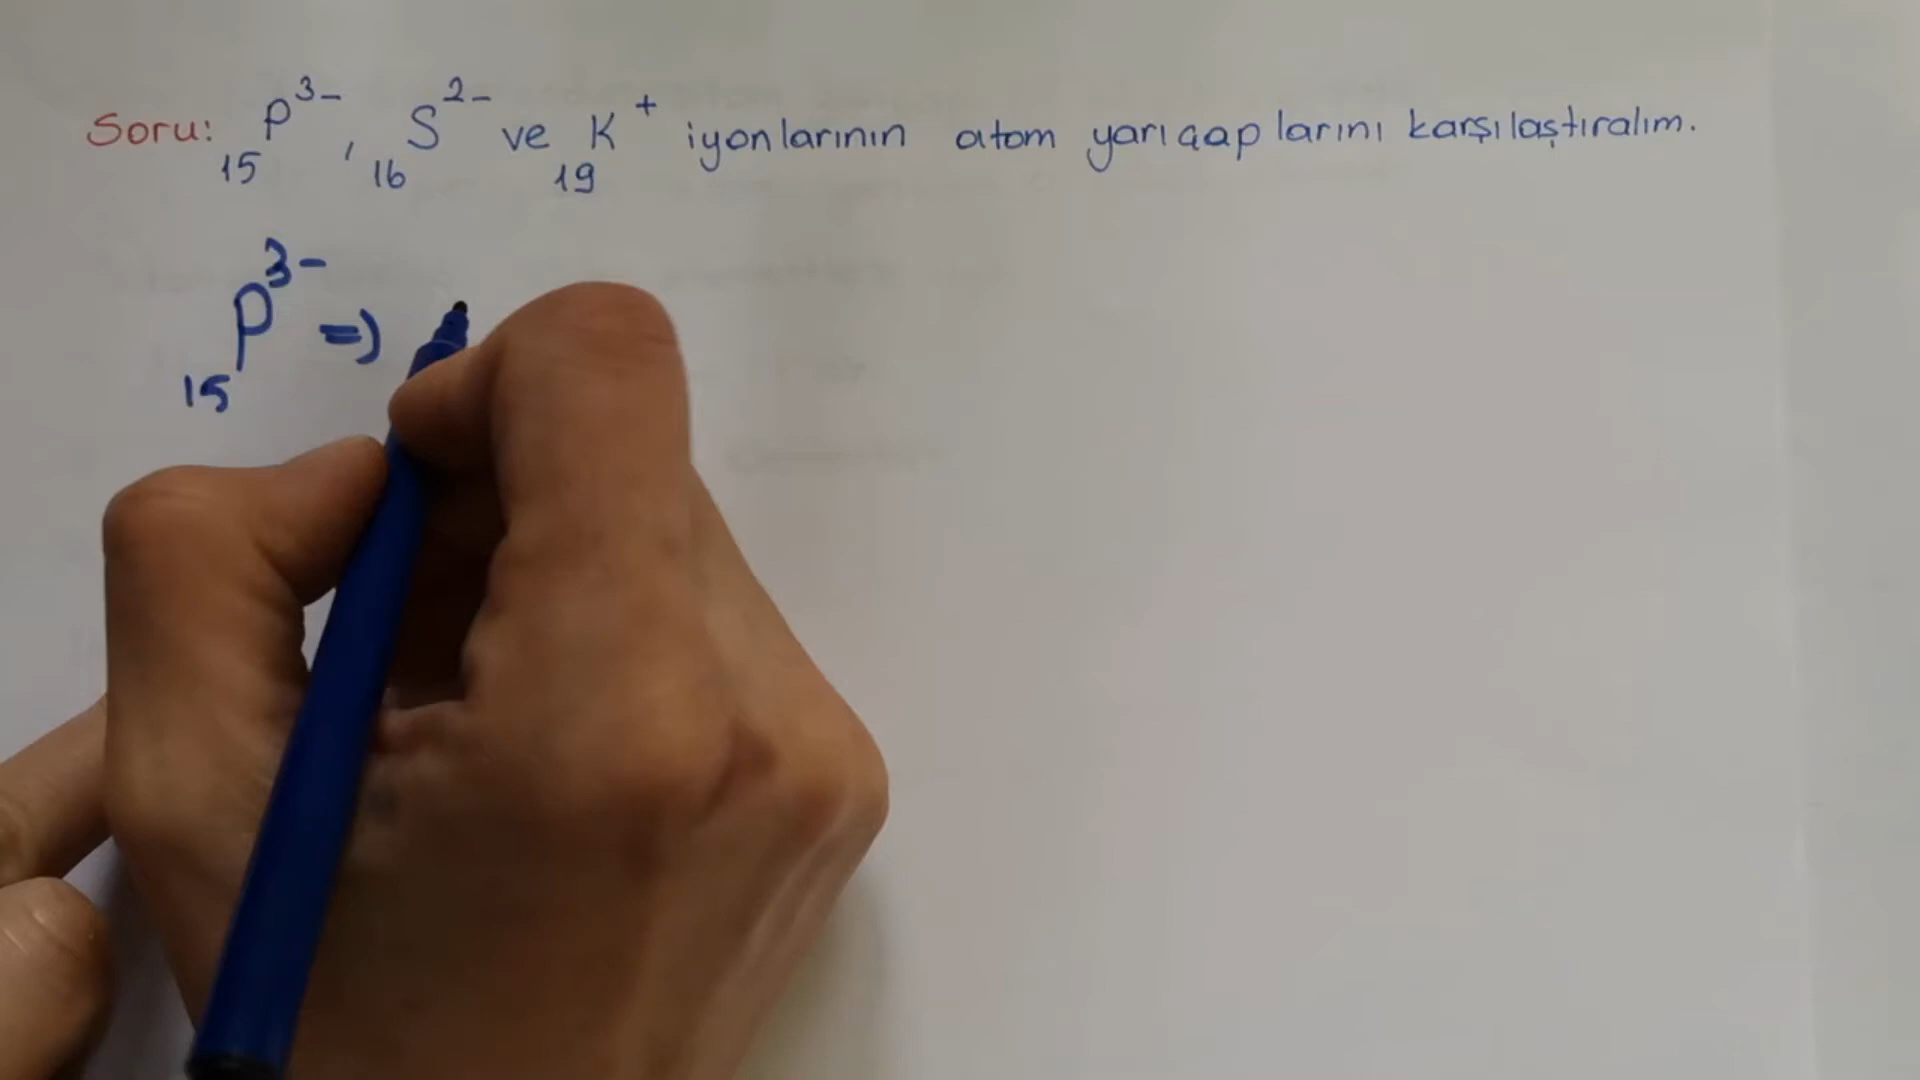 Soru: ₁₅P³⁻, ₁₆S²⁻ ve ₁₉K⁺ iyonlarının atom yarıçaplarını karşılaştıralım.
₁₅P³⁻ =>